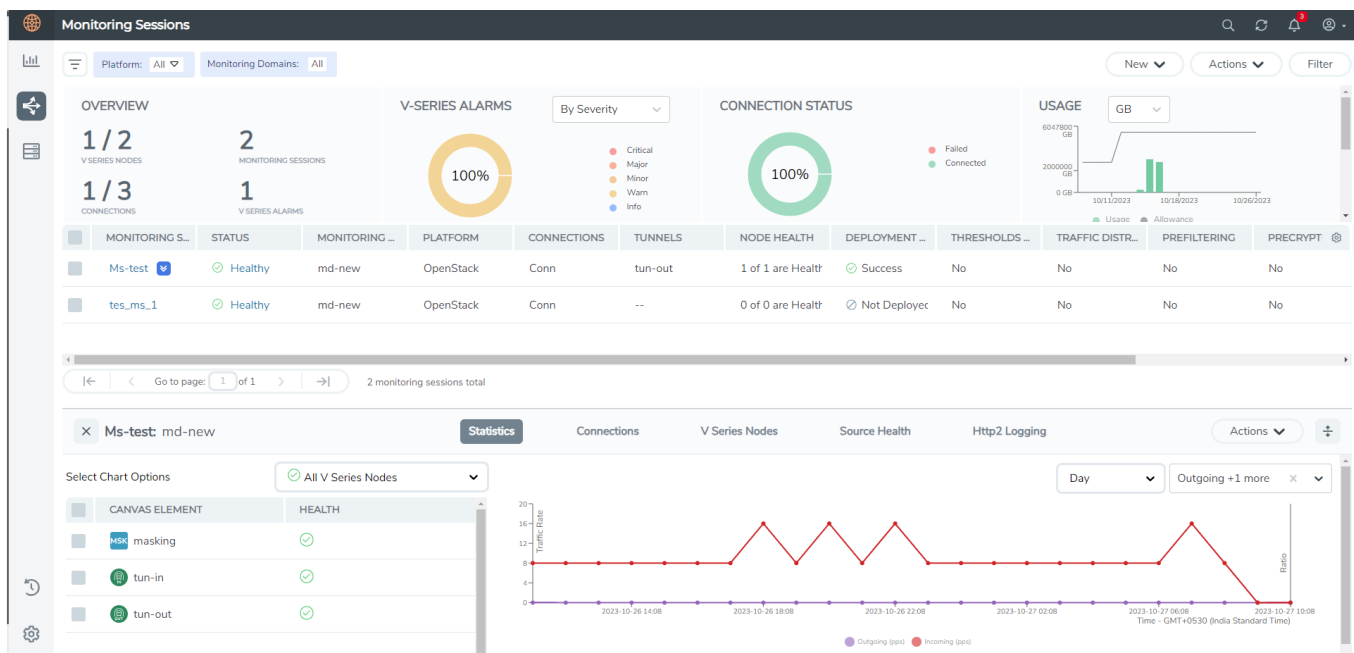 Monitoring Sessions
3
Platform: All
Monitoring Domains: All
New
Actions
Filter
OVERVIEW
1 / 2
V SERIES NODES
2
MONITORING SESSIONS
1 / 3
CONNECTIONS
1
V SERIES ALARMS
V-SERIES ALARMS
By Severity
100%
Critical
Major
Minor
Warn
Info
CONNECTION STATUS
100%
Failed
Connected
USAGE
GB
6047800 GB
2000000 GB
0 GB
10/11/2023 10/18/2023 10/26/2023
Usage Allowance
MONITORING S... STATUS MONITORING ... PLATFORM CONNECTIONS TUNNELS NODE HEALTH DEPLOYMENT ... THRESHOLDS ... TRAFFIC DISTR... PREFILTERING PRECRYPT
Ms-test Healthy md-new OpenStack Conn tun-out 1 of 1 are Health Success No No No No
tes_ms_1 Healthy md-new OpenStack Conn -- 0 of 0 are Health Not Deployed No No No No
Go to page: 1 of 1
2 monitoring sessions total
Ms-test: md-new
Statistics
Connections
V Series Nodes
Source Health
Http2 Logging
Actions
Select Chart Options
All V Series Nodes
Day
Outgoing +1 more
CANVAS ELEMENT HEALTH
MSK masking
tun-in
tun-out
20
16
12
8
4
0
Traffic Rate
Ratio
2023-10-26 14:08 2023-10-26 18:08 2023-10-26 22:08 2023-10-27 02:08 2023-10-27 06:08 2023-10-27 10:08
Time - GMT+0530 (India Standard Time)
Outgoing (pps) Incoming (pps)